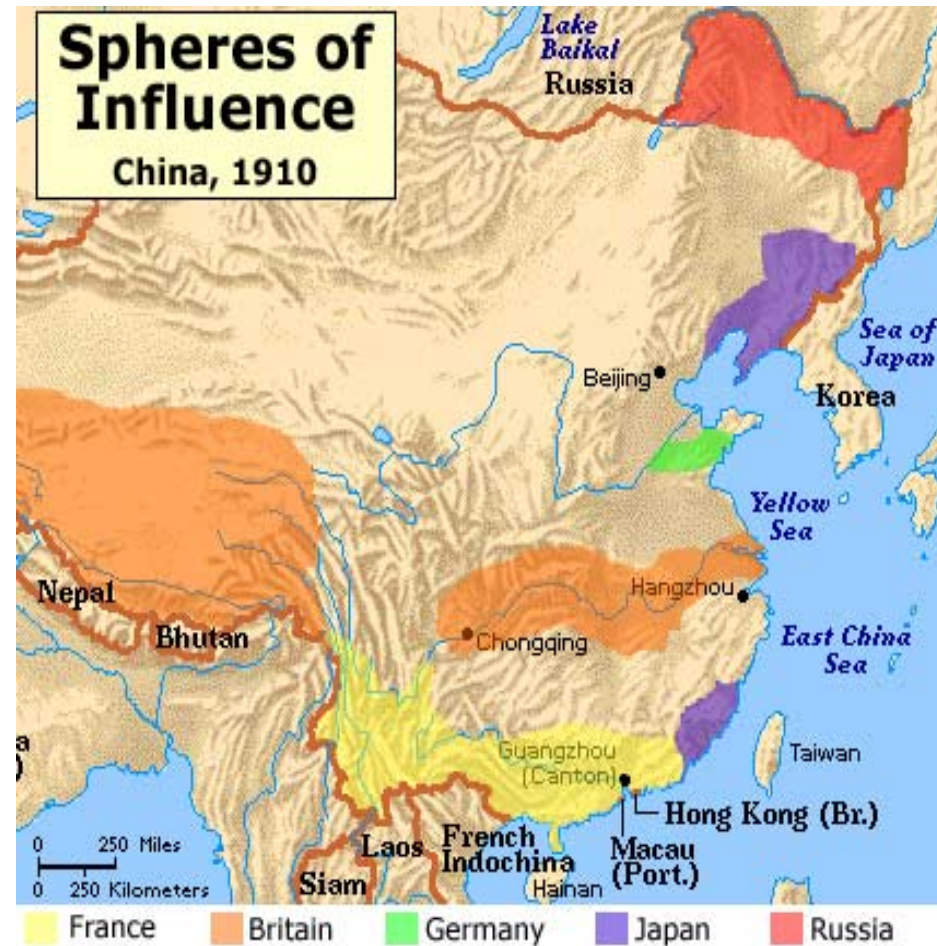 Spheres of
Influence
China, 1910
Lake
Baikal
Russia
Sea of
Japan
Beijing
Korea
Yellow
Sea
Nepal
Hangzhou
Bhutan
Chongqing
East China
Sea
a
)
Guangzhou
(Canton)
Taiwan
Hong Kong (Br.)
Macau
(Port.)
Laos
French
Indochina
Siam
Hainan
0 250 Miles
0 250 Kilometers
France Britain Germany Japan Russia